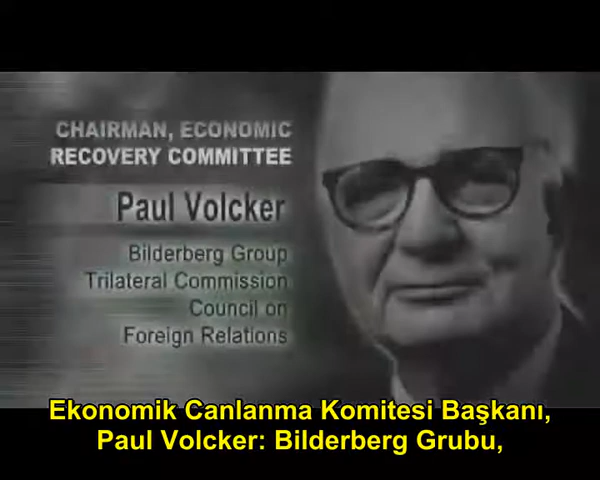 CHAIRMAN, ECONOMIC
RECOVERY COMMITTEE
Paul Volcker
Bilderberg Group
Trilateral Commission
Council on
Foreign Relations
Ekonomik Canlanma Komitesi Başkanı,
Paul Volcker: Bilderberg Grubu,